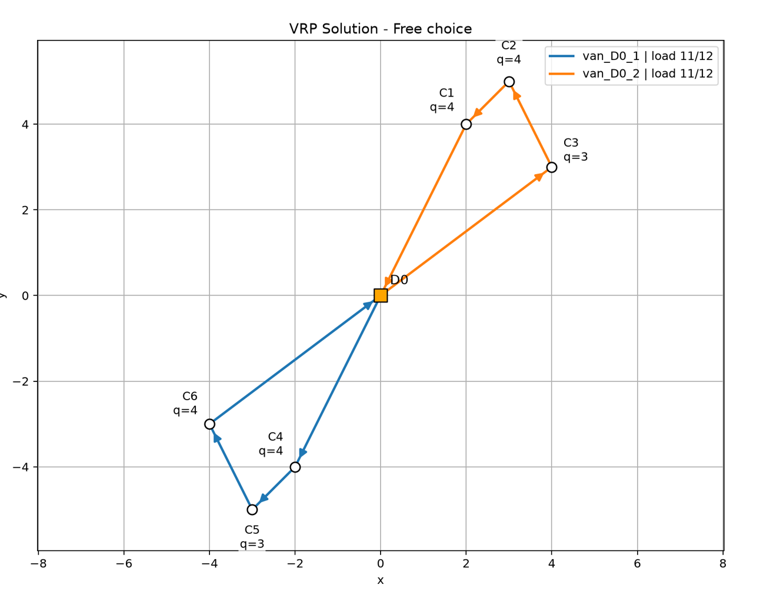 VRP Solution - Free choice
van_D0_1 | load 11/12
van_D0_2 | load 11/12
C2
q=4
C1
q=4
C3
q=3
D0
C6
q=4
C4
q=4
C5
q=3
4
2
0
−2
−4
y
−8
−6
−4
−2
0
2
4
6
8
x